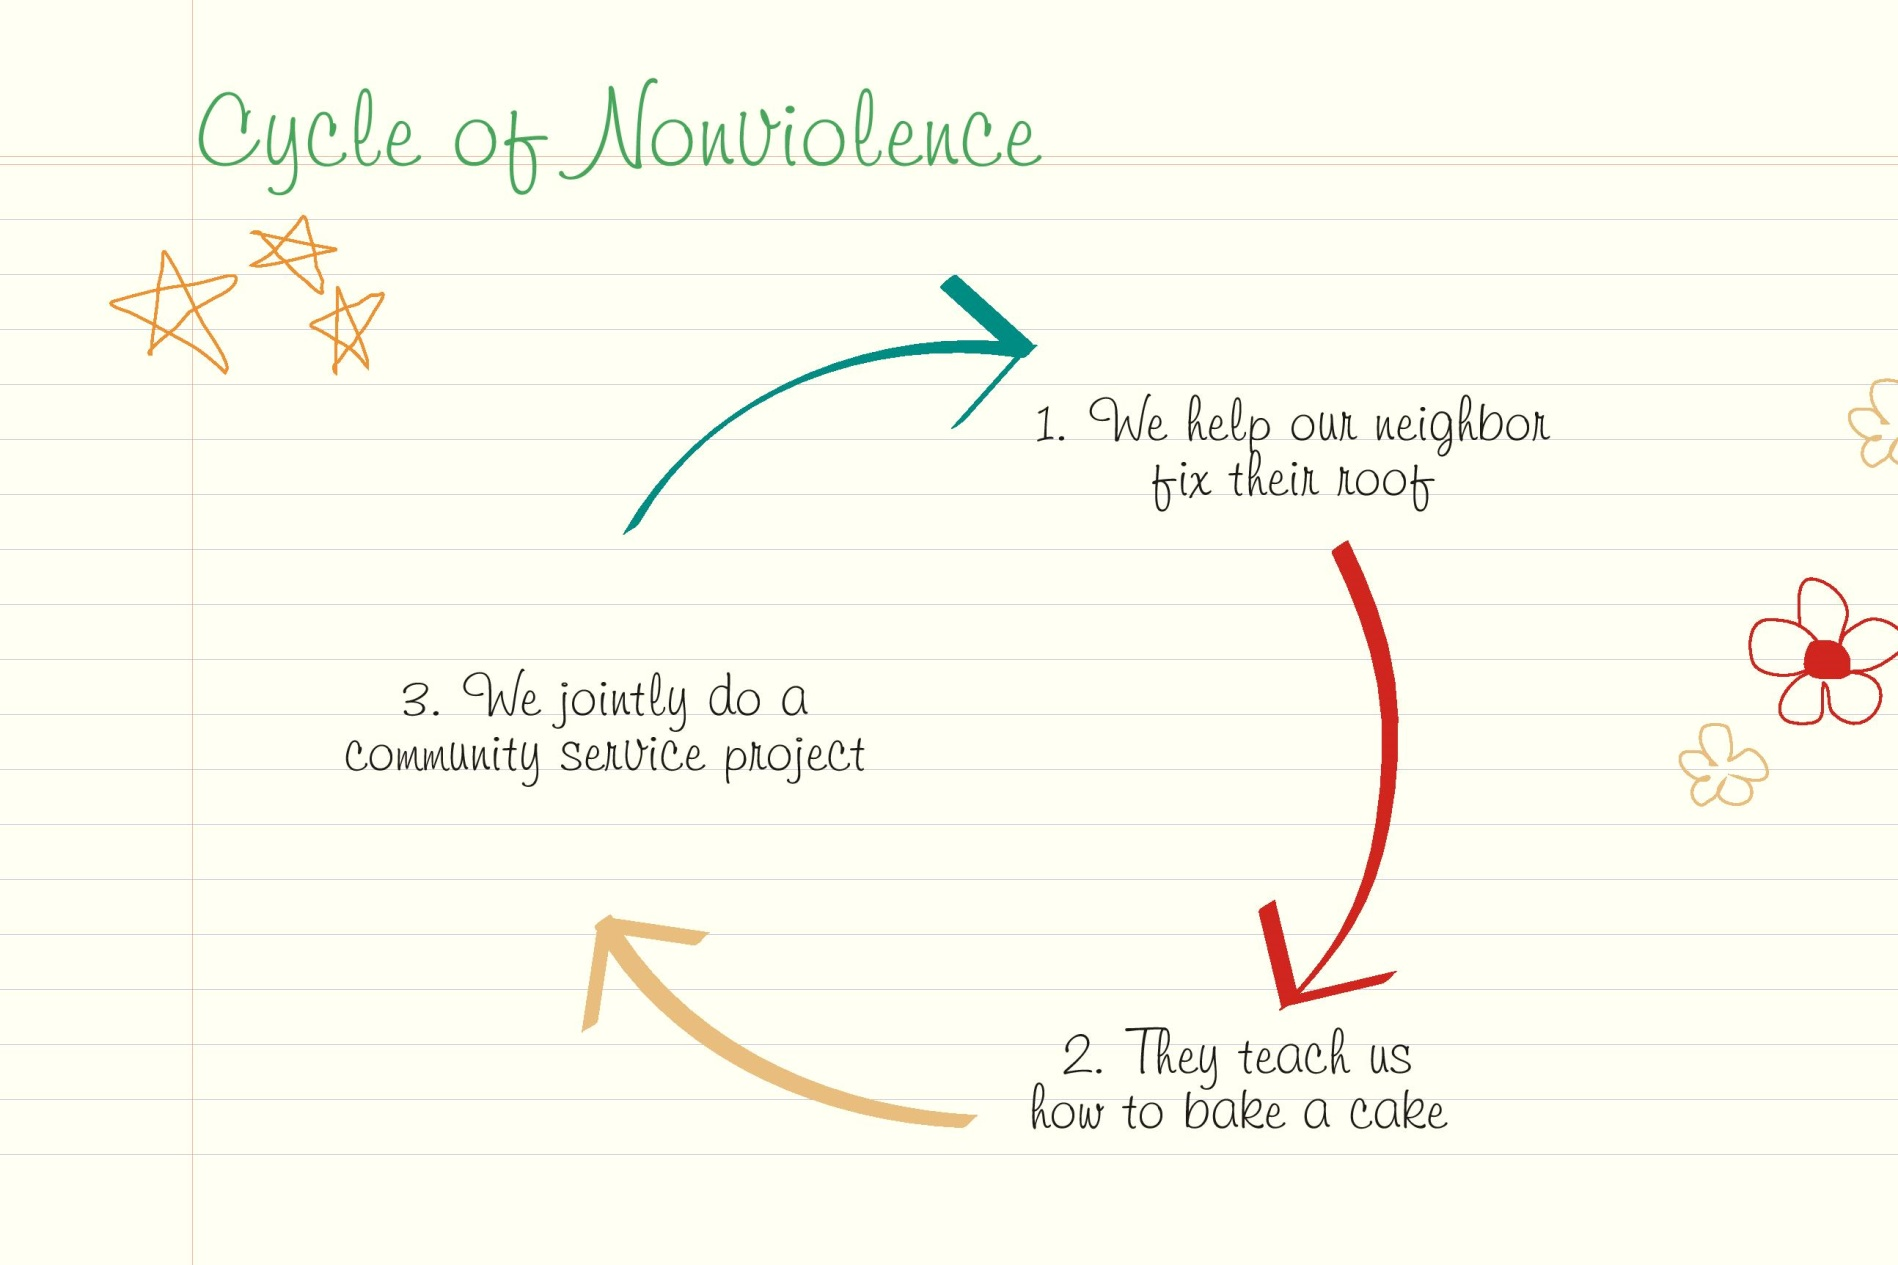 Cycle of Nonviolence
1. We help our neighbor
fix their roof
2. They teach us
how to bake a cake
3. We jointly do a
community service project